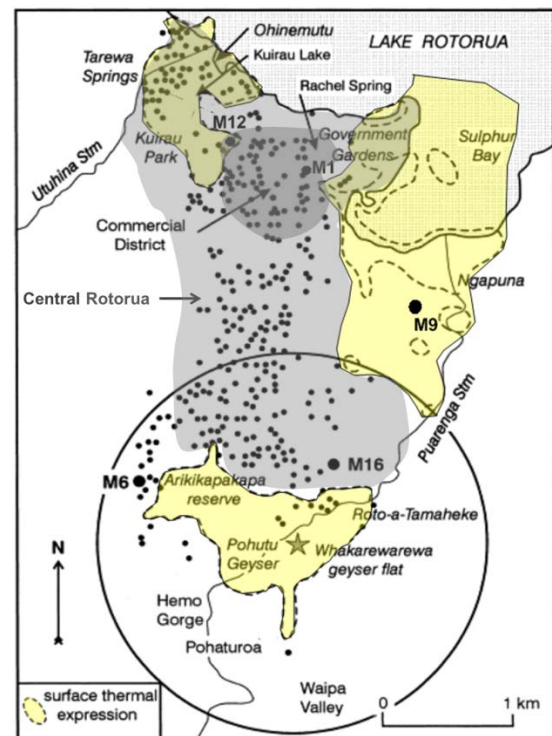 Ohinemutu
LAKE ROTORUA
Tarewa
Springs
Kuirau Lake
Rachel Spring
M12
Government
Gardens
Sulphur
Bay
Kuirau
Park
Utuhina Stm
M1
Commercial
District
Ngapuna
Central Rotorua
M9
Puarenga Stm
M16
M6
Arikikapakapa
reserve
Roto-a-Tamaheke
Pohutu
Geyser
Whakarewarewa
geyser flat
N
Hemo
Gorge
Pohaturoa
Waipa
Valley
surface thermal
expression
0 1 km